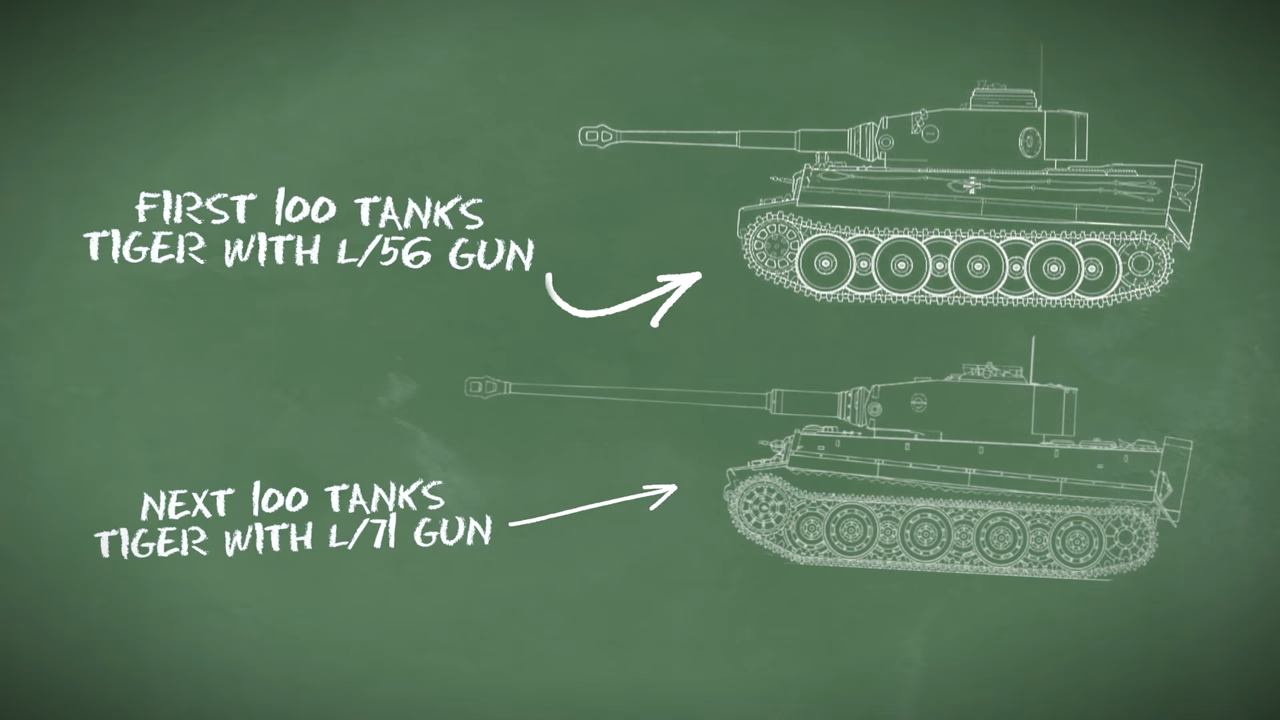 FIRST 100 TANKS
TIGER WITH L/56 GUN
NEXT 100 TANKS
TIGER WITH L/71 GUN